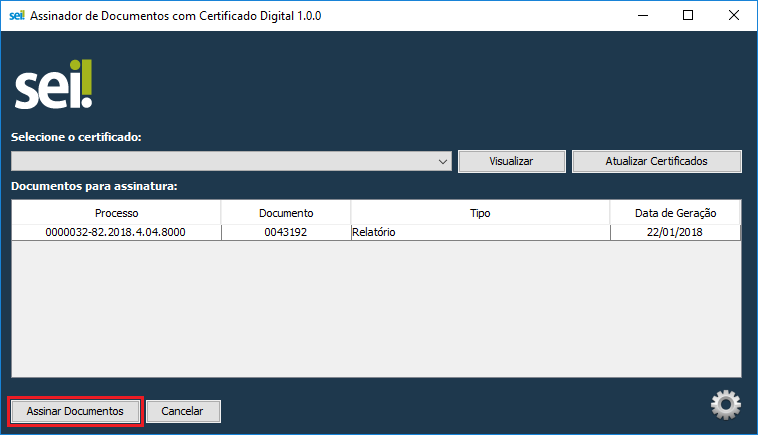 sei! Assinador de Documentos com Certificado Digital 1.0.0
sei!
Selecione o certificado:
Visualizar Atualizar Certificados
Documentos para assinatura:
Processo Documento Tipo Data de Geração
0000032-82.2018.4.04.8000 0043192 Relatório 22/01/2018
Assinar Documentos Cancelar